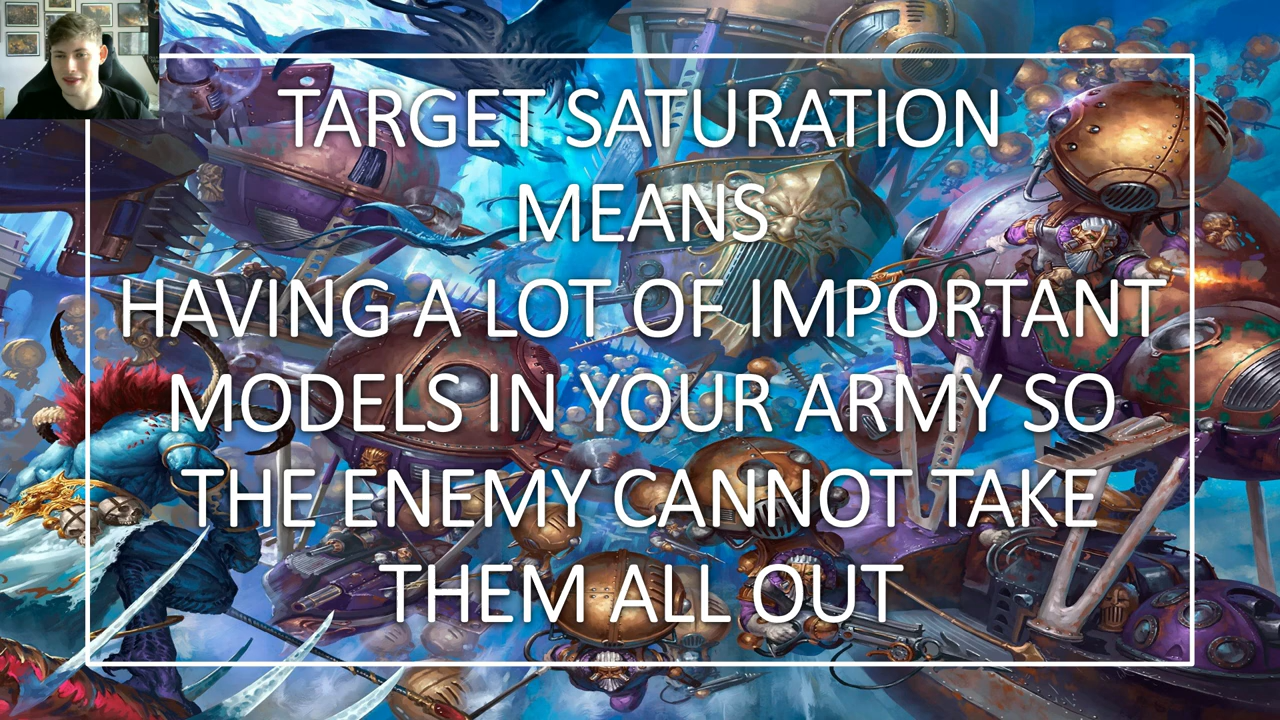 TARGET SATURATION
MEANS
HAVING A LOT OF IMPORTANT
MODELS IN YOUR ARMY SO
THE ENEMY CANNOT TAKE
THEM ALL OUT